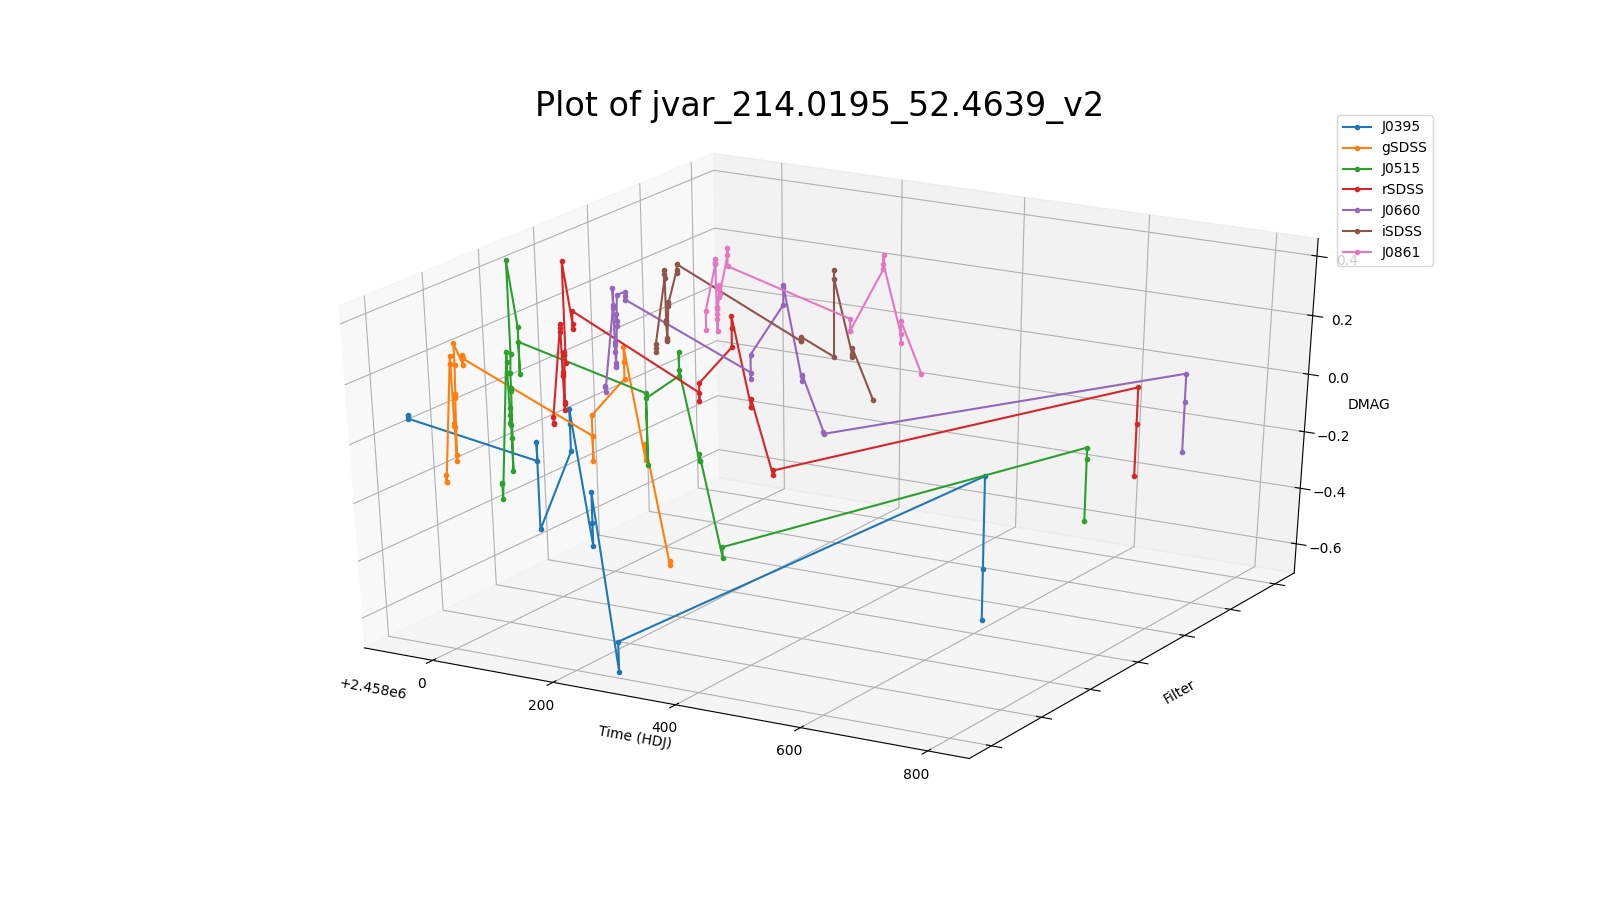 Plot of jvar_214.0195_52.4639_v2
J0395
gSDSS
J0515
rSDSS
J0660
iSDSS
J0861
0.4
0.2
0.0
DMAG
−0.2
−0.4
−0.6
Filter
+2.458e6
0
200
400
Time (HDJ)
600
800